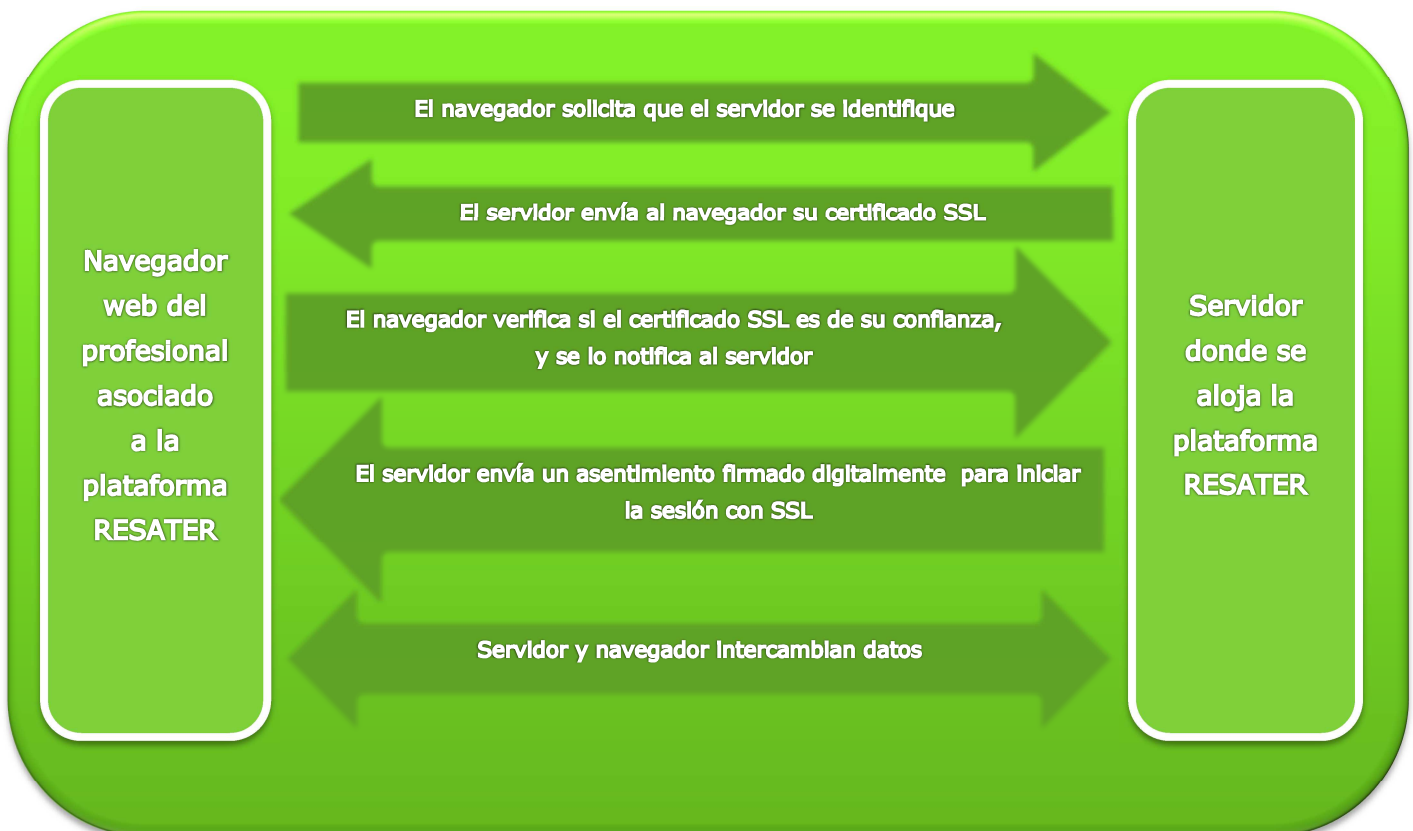 El navegador solicita que el servidor se identifique
El servidor envía al navegador su certificado SSL
El navegador verifica si el certificado SSL es de su confianza,
y se lo notifica al servidor
El servidor envía un asentimiento firmado digitalmente para iniciar
la sesión con SSL
Servidor y navegador intercambian datos
Navegador
web del
profesional
asociado
a la
plataforma
RESATER
Servidor
donde se
aloja la
plataforma
RESATER